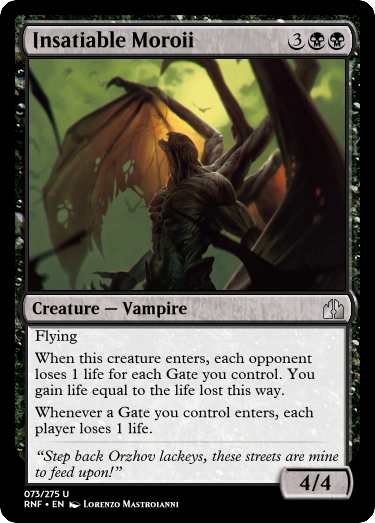 Insatiable Moroii 3
Creature — Vampire
Flying
When this creature enters, each opponent
loses 1 life for each Gate you control. You
gain life equal to the life lost this way.
Whenever a Gate you control enters, each
player loses 1 life.
“Step back Orzhov lackeys, these streets are mine
to feed upon!”
4/4
073/275 U
RNF • EN Lorenzo Mastroianni